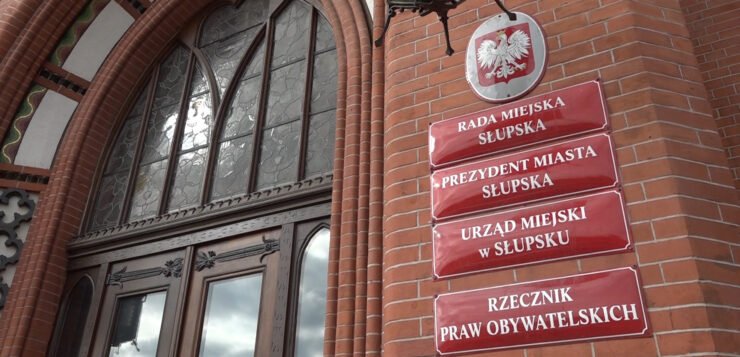 RADA MIEJSKA
SŁUPSKA
PREZYDENT MIASTA
SŁUPSKA
URZĄD MIEJSKI
w SŁUPSKU
RZECZNIK
PRAW OBYWATELSKICH